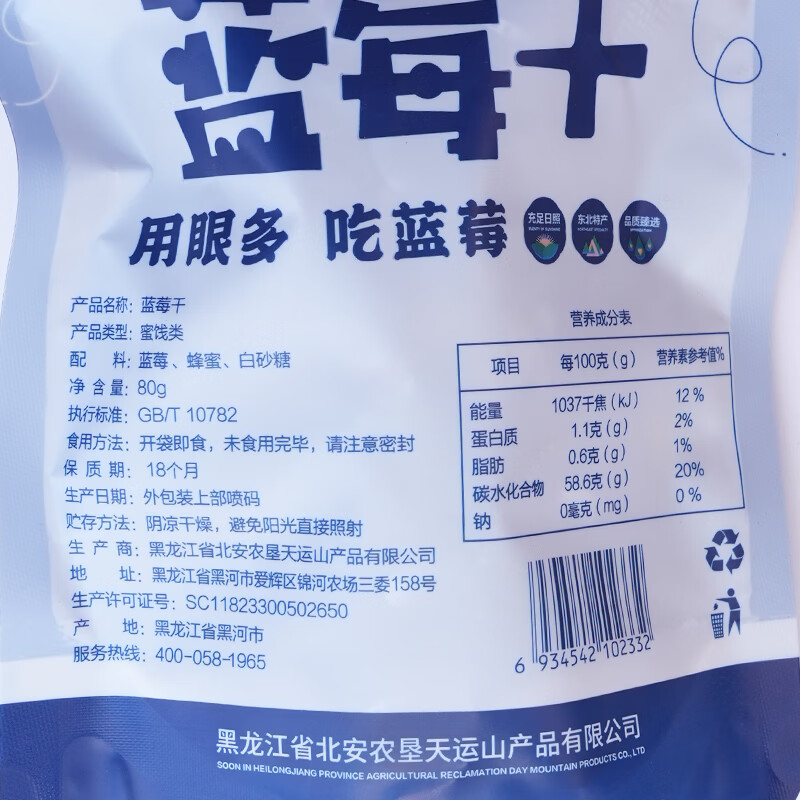 蓝莓干
用眼多 吃蓝莓
充足日照
东北特产
品质臻选
产品名称：蓝莓干
产品类型：蜜饯类
配 料：蓝莓、蜂蜜、白砂糖
净 含 量：80g
执行标准：GB/T 10782
食用方法：开袋即食，未食用完毕，请注意密封
保 质 期：18个月
生产日期：外包装上部喷码
贮存方法：阴凉干燥，避免阳光直接照射
生 产 商：黑龙江省北安农垦天运山产品有限公司
地 址：黑龙江省黑河市爱辉区锦河农场三委158号
生产许可证号：SC11823300502650
产 地：黑龙江省黑河市
服务热线：400-058-1965
营养成分表
项目 每100克(g) 营养素参考值%
能量 1037千焦(kJ) 12%
蛋白质 1.1克(g) 2%
脂肪 0.6克(g) 1%
碳水化合物 58.6克(g) 20%
钠 0毫克(mg) 0%
6 934542 102332
黑龙江省北安农垦天运山产品有限公司
SOON IN HEILONGJIANG PROVINCE AGRICULTURAL RECLAMATION DAY MOUNTAIN PRODUCTS CO., LTD